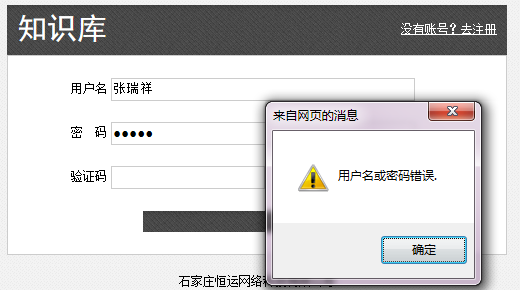 知识库
没有账号？去注册
用户名 张瑞祥
密 码 ●●●●●
验证码
来自网页的消息
用户名或密码错误.
确定
石家庄恒运网络科